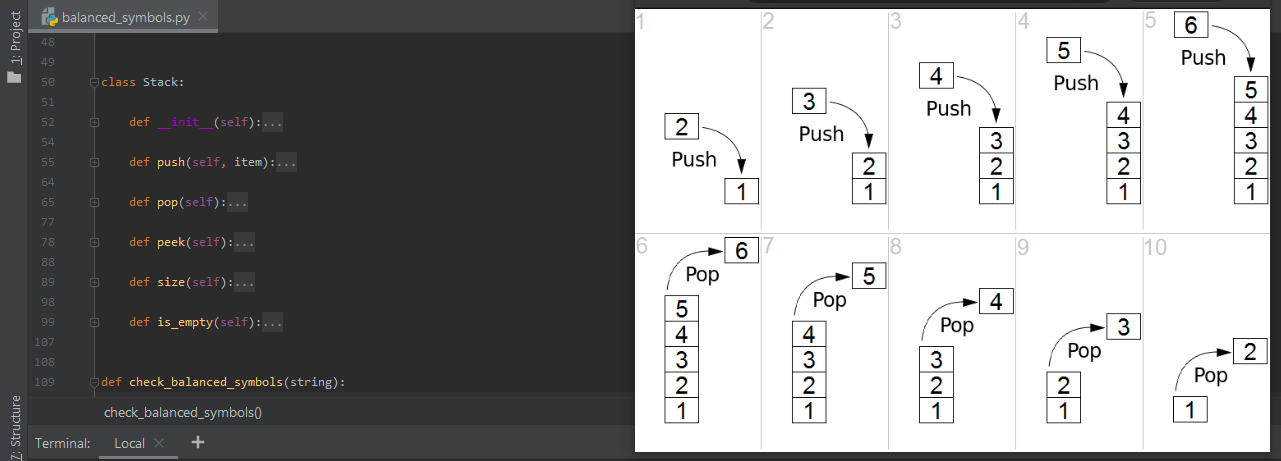 1: Project
balanced_symbols.py
48
49
50 class Stack:
51
52 def __init__(self):...
54
55 def push(self, item):...
64
65 def pop(self):...
77
78 def peek(self):...
88
89 def size(self):...
98
99 def is_empty(self):...
107
108
109 def check_balanced_symbols(string):
check_balanced_symbols()
Z: Structure
Terminal: Local +
1 2 3 4 5
2 Push 1
3 Push 2 1
4 Push 3 2 1
5 Push 4 3 2 1
6 Push 5 4 3 2 1
6 7 8 9 10
6 Pop 5 4 3 2 1
5 Pop 4 3 2 1
4 Pop 3 2 1
3 Pop 2 1
2 Pop 1